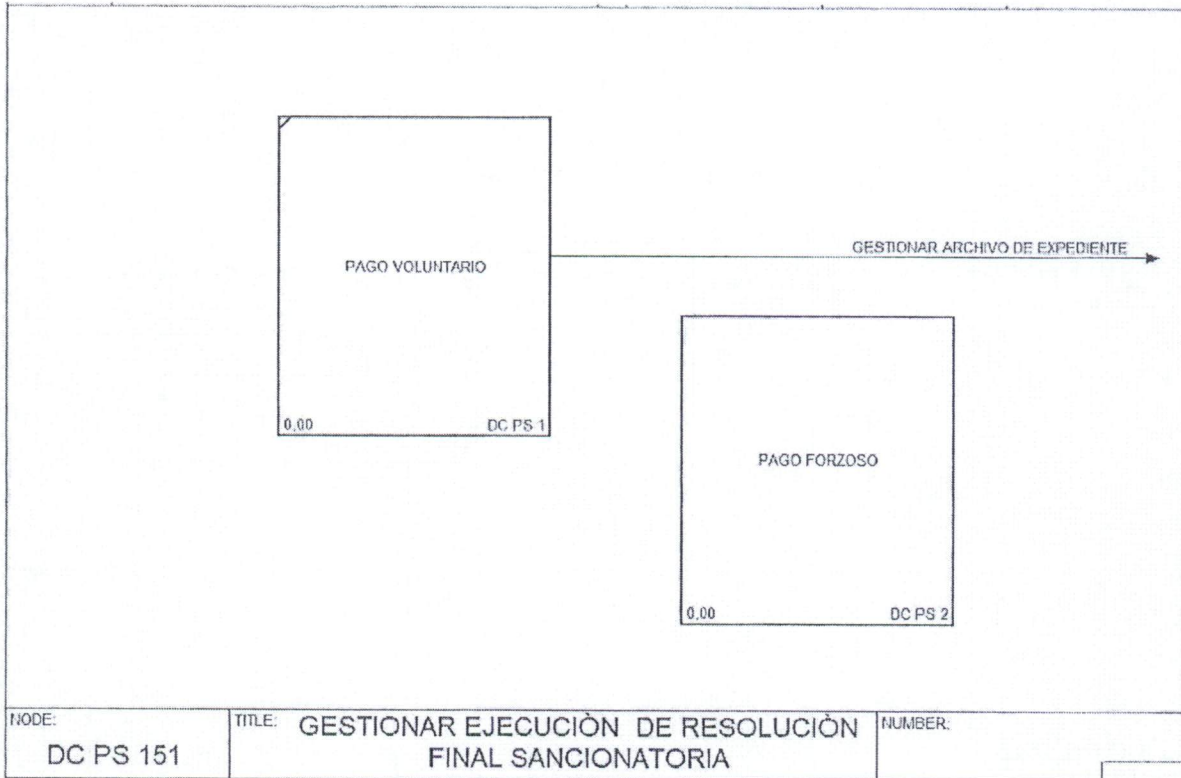 PAGO VOLUNTARIO
0,00 DC PS 1
GESTIONAR ARCHIVO DE EXPEDIENTE
PAGO FORZOSO
0,00 DC PS 2
NODE:
DC PS 151
TITLE: GESTIONAR EJECUCIÒN DE RESOLUCIÒN
FINAL SANCIONATORIA
NUMBER: